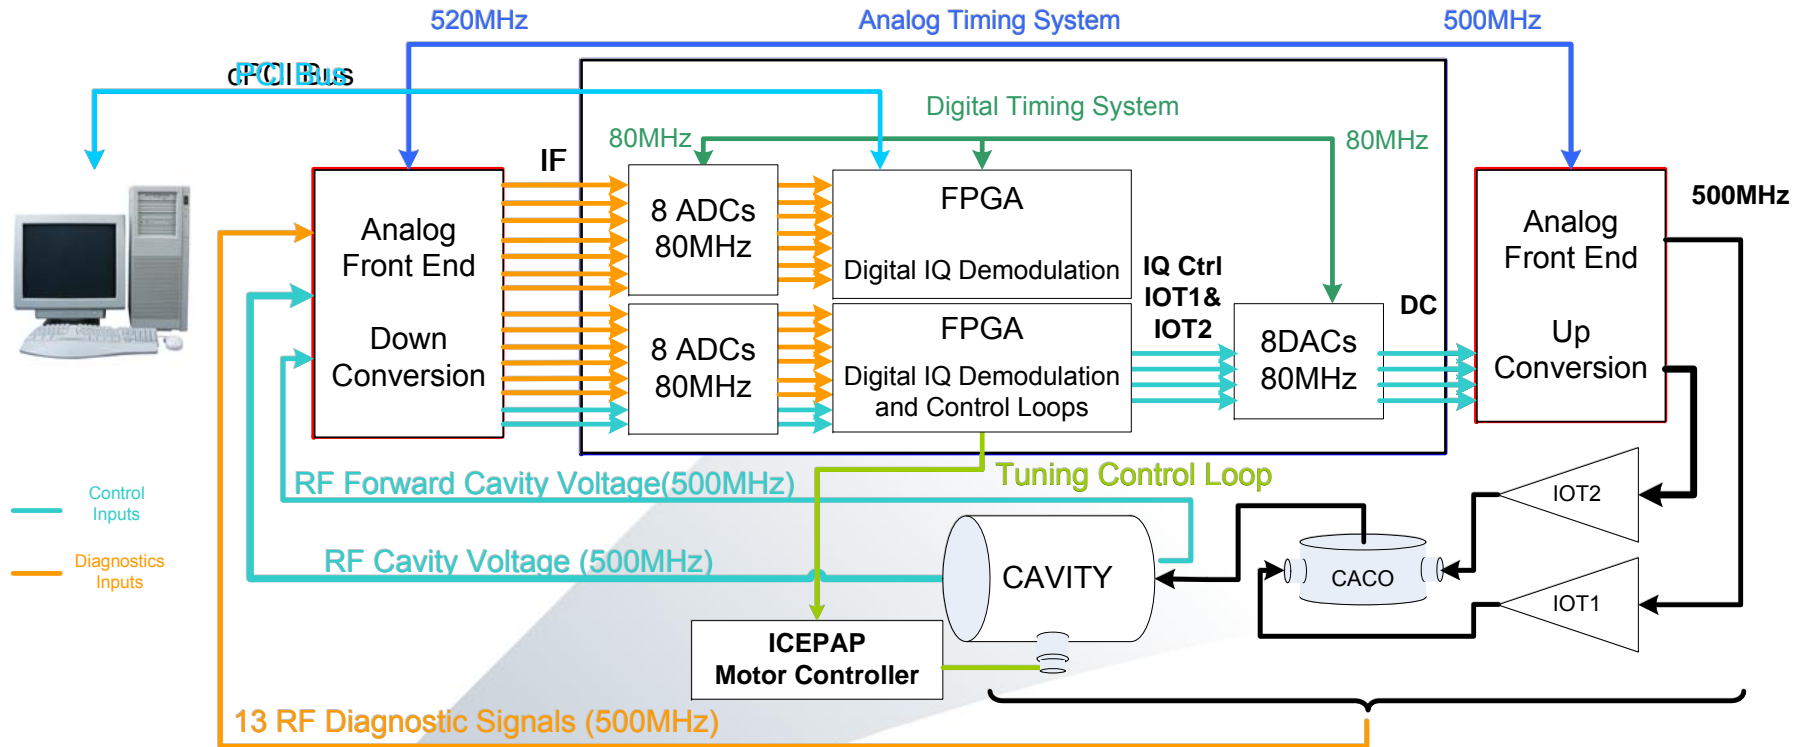 520MHz
Analog Timing System
500MHz
cPCI Bus
Digital Timing System
80MHz
80MHz
IF
500MHz
8 ADCs
80MHz
FPGA
Digital IQ Demodulation
Analog
Front End
Down
Conversion
IQ Ctrl
IOT1&
IOT2
DC
Analog
Front End
Up
Conversion
8 ADCs
80MHz
FPGA
Digital IQ Demodulation
and Control Loops
8DACs
80MHz
RF Forward Cavity Voltage(500MHz)
Tuning Control Loop
Control
Inputs
IOT2
RF Cavity Voltage (500MHz)
Diagnostics
Inputs
CAVITY
CACO
IOT1
ICEPAP
Motor Controller
13 RF Diagnostic Signals (500MHz)